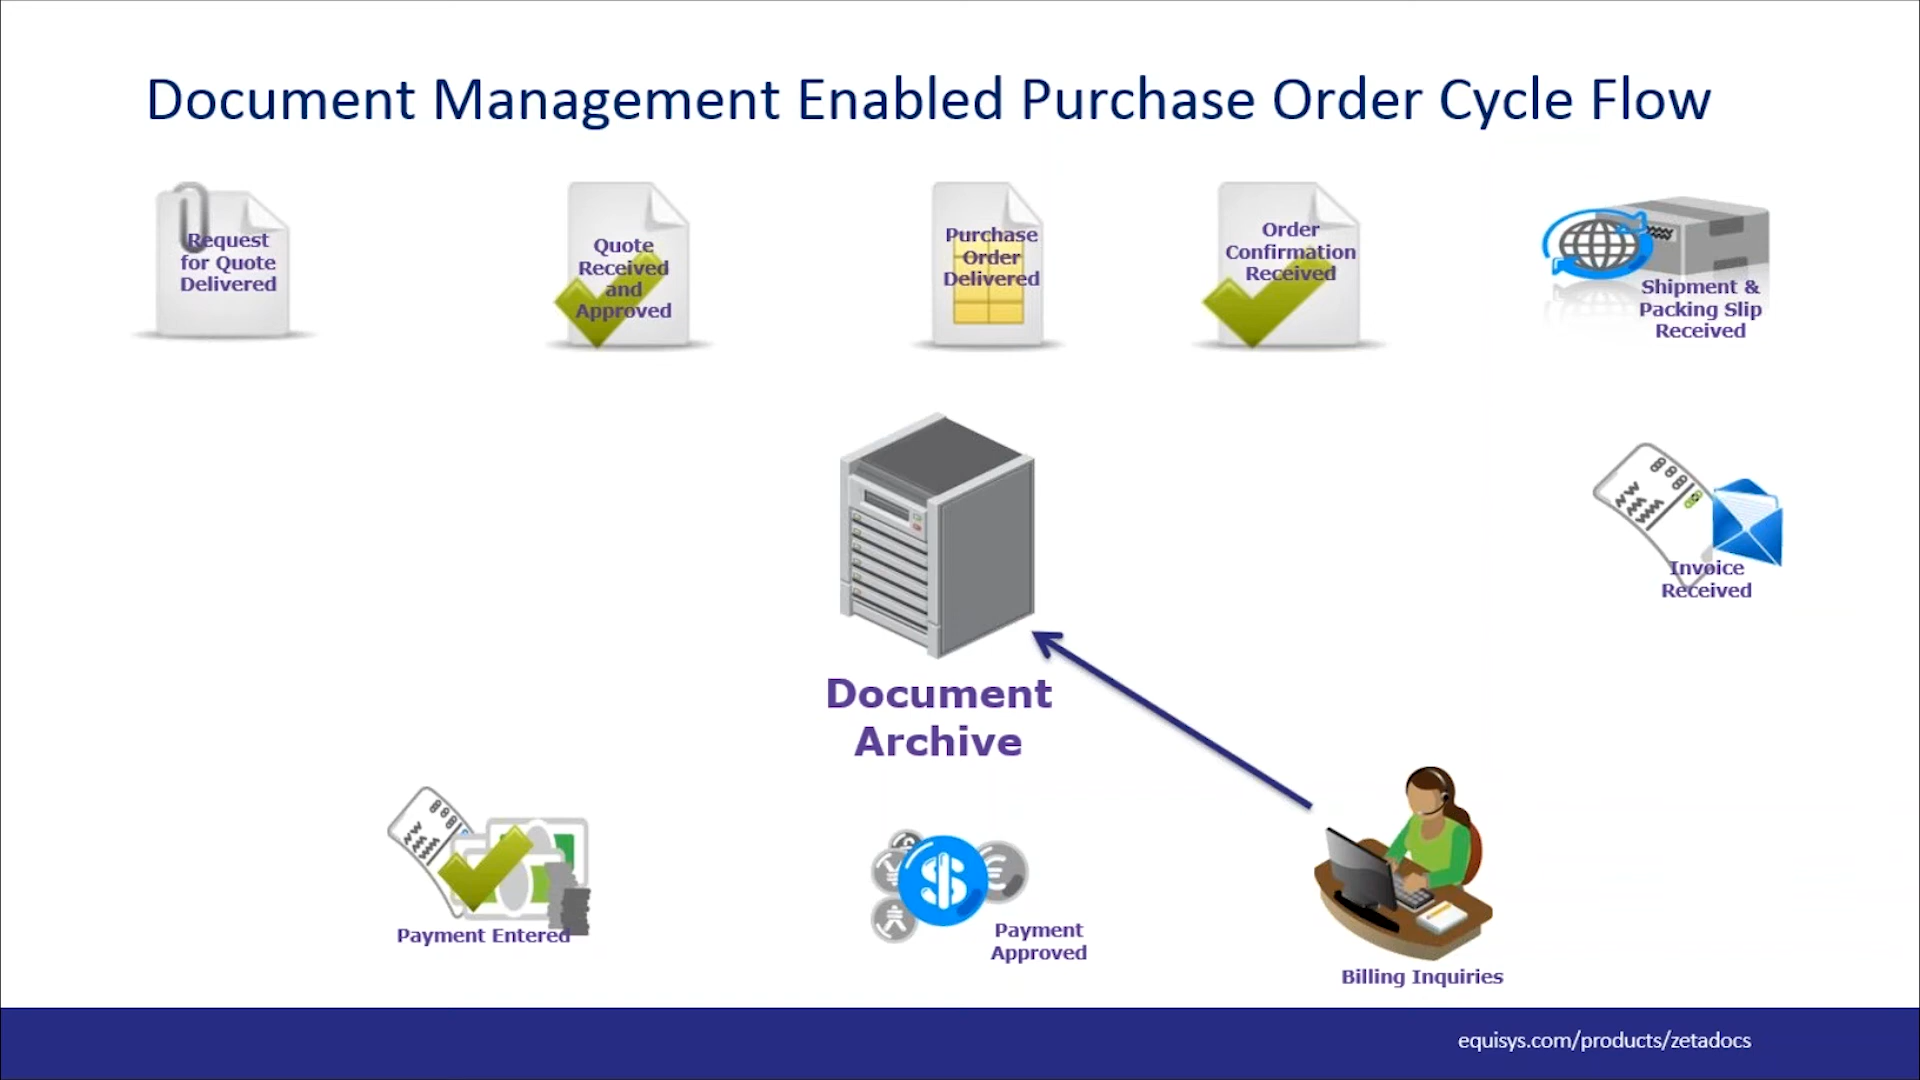 Document Management Enabled Purchase Order Cycle Flow
Request
for Quote
Delivered
Quote
Received
and
Approved
Purchase
Order
Delivered
Order
Confirmation
Received
Shipment &
Packing Slip
Received
Invoice
Received
Document
Archive
Payment Entered
Payment
Approved
Billing Inquiries
equisys.com/products/zetadocs